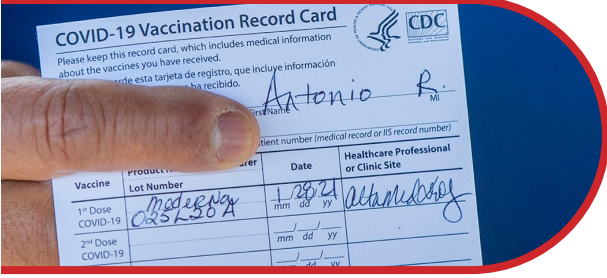 COVID-19 Vaccination Record Card
CDC
Please keep this record card, which includes medical information
about the vaccines you have received.
esta tarjeta de registro, que incluye información
ha recibido.
Antonio R.
First Name MI
number (medical record or IIS record number)
Vaccine
Lot Number
Date
Healthcare Professional
or Clinic Site
1st Dose
COVID-19
Moderna
025L20A
1 28 21
mm dd yy
2nd Dose
COVID-19
mm dd yy